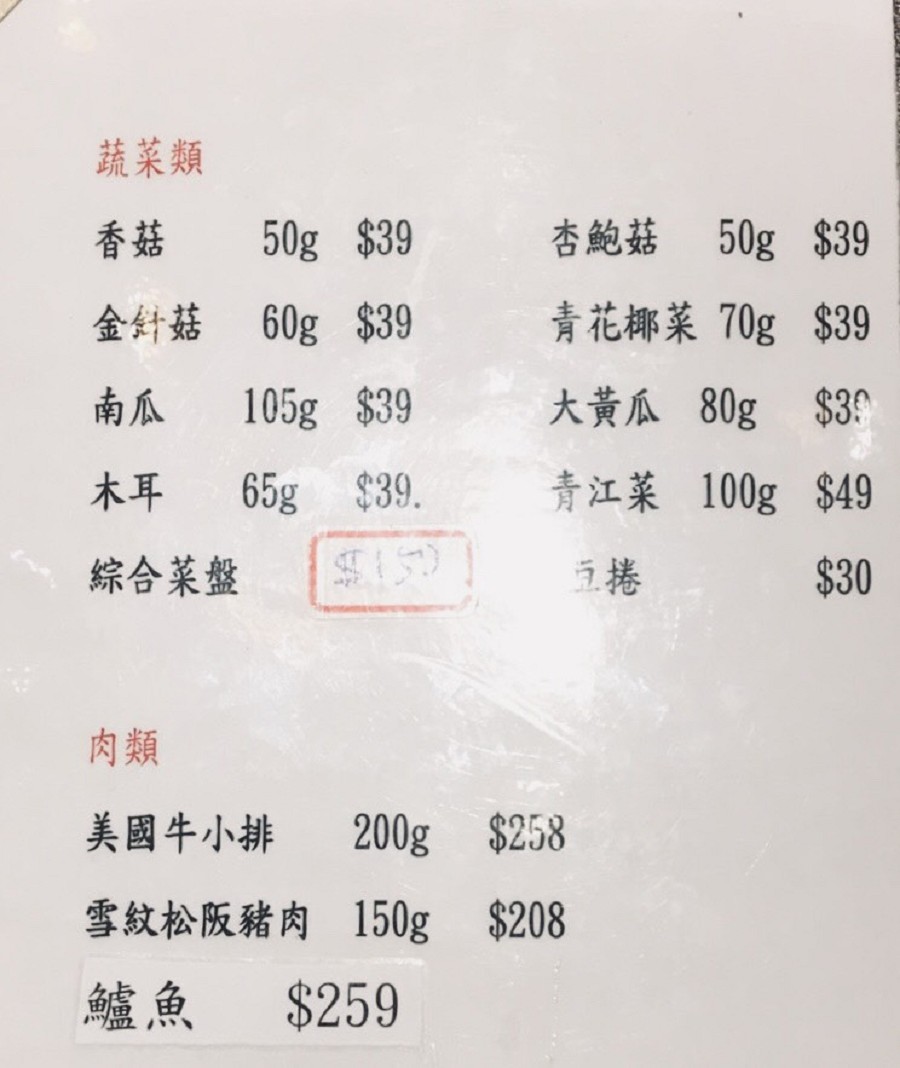 蔬菜類
香菇 50g $39 杏鮑菇 50g $39
金針菇 60g $39 青花椰菜 70g $39
南瓜 105g $39 大黃瓜 80g $39
木耳 65g $39. 青江菜 100g $49
綜合菜盤 $150 豆捲 $30
肉類
美國牛小排 200g $258
雪紋松阪豬肉 150g $208
鱸魚 $259